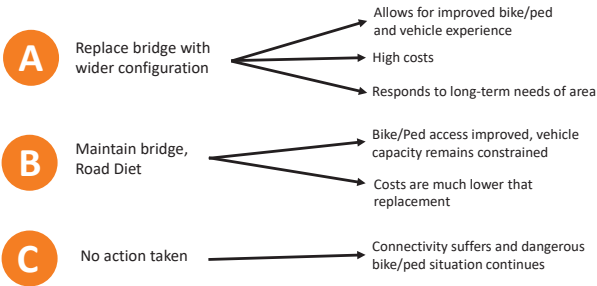 A
Replace bridge with
wider configuration
Allows for improved bike/ped
and vehicle experience
High costs
Responds to long-term needs of area
B
Maintain bridge,
Road Diet
Bike/Ped access improved, vehicle
capacity remains constrained
Costs are much lower that
replacement
C
No action taken
Connectivity suffers and dangerous
bike/ped situation continues